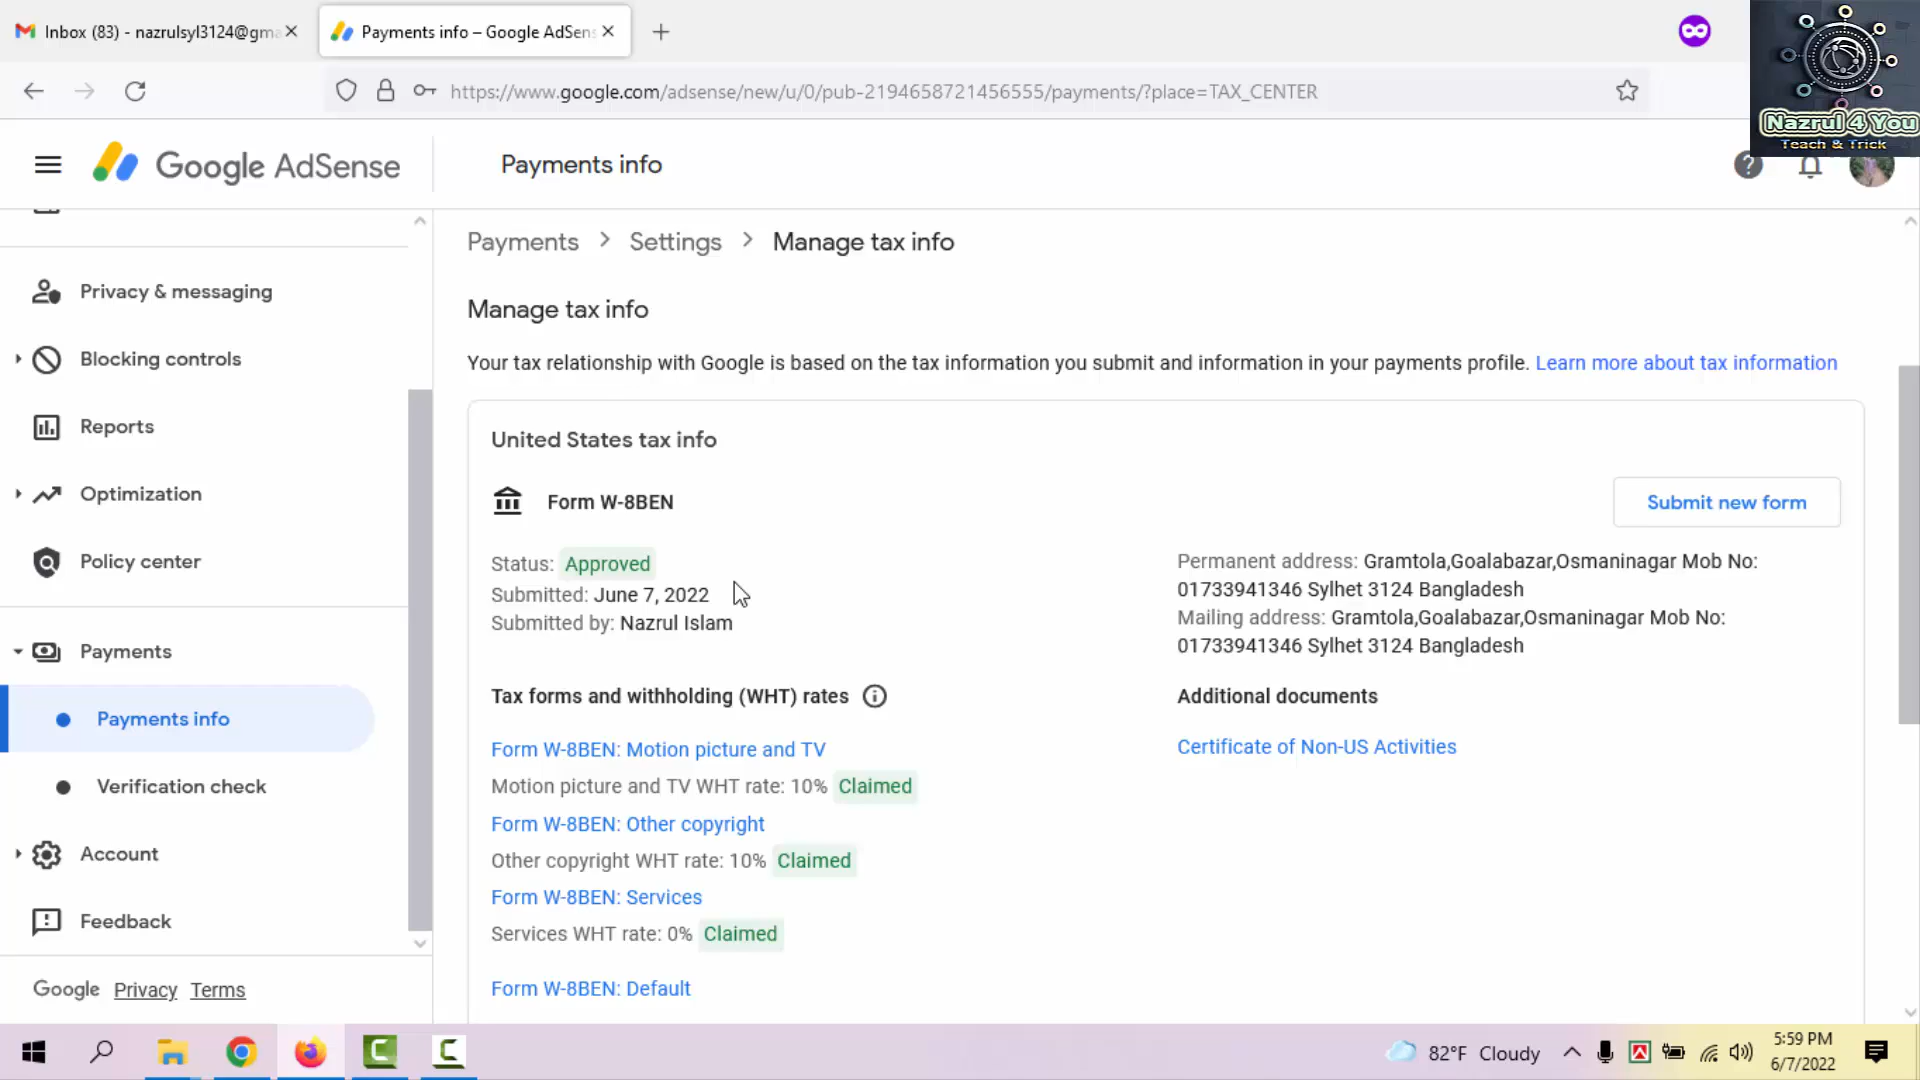 Inbox (83) - nazrulsyl3124@gma
Payments info – Google AdSens
https://www.google.com/adsense/new/u/0/pub-2194658721456555/payments/?place=TAX_CENTER
Nazrul 4 You
Teach & Trick
Google AdSense
Payments info
Privacy & messaging
Blocking controls
Reports
Optimization
Policy center
Payments
Payments info
Verification check
Account
Feedback
Google Privacy Terms
Payments > Settings > Manage tax info
Manage tax info
Your tax relationship with Google is based on the tax information you submit and information in your payments profile. Learn more about tax information
United States tax info
Form W-8BEN
Submit new form
Status: Approved
Submitted: June 7, 2022
Submitted by: Nazrul Islam
Permanent address: Gramtola,Goalabazar,Osmaninagar Mob No:
01733941346 Sylhet 3124 Bangladesh
Mailing address: Gramtola,Goalabazar,Osmaninagar Mob No:
01733941346 Sylhet 3124 Bangladesh
Tax forms and withholding (WHT) rates
Form W-8BEN: Motion picture and TV
Motion picture and TV WHT rate: 10% Claimed
Form W-8BEN: Other copyright
Other copyright WHT rate: 10% Claimed
Form W-8BEN: Services
Services WHT rate: 0% Claimed
Form W-8BEN: Default
Additional documents
Certificate of Non-US Activities
82°F Cloudy
5:59 PM
6/7/2022